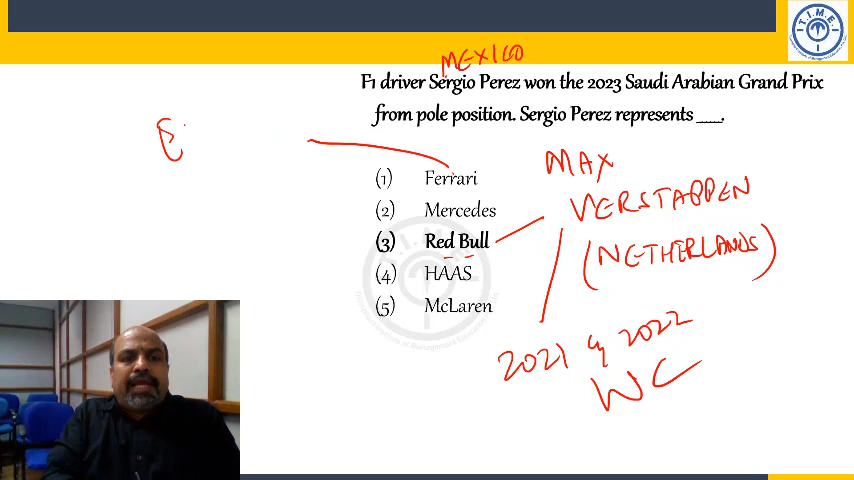 T.I.M.E.
MEXICO
F1 driver Sergio Perez won the 2023 Saudi Arabian Grand Prix
from pole position. Sergio Perez represents ____.
(1) Ferrari
(2) Mercedes
(3) Red Bull
(4) HAAS
(5) McLaren
MAX
VERSTAPPEN
(NETHERLANDS)
2021 & 2022
WC